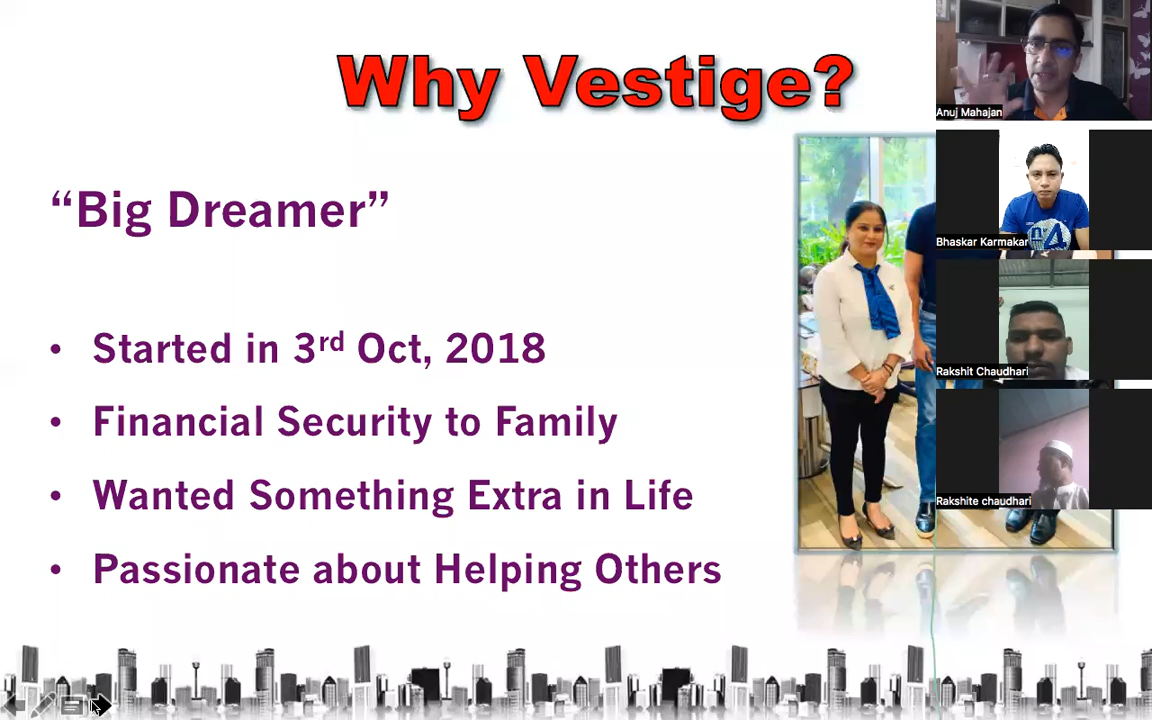 Why Vestige?
“Big Dreamer”
• Started in 3rd Oct, 2018
• Financial Security to Family
• Wanted Something Extra in Life
• Passionate about Helping Others
Anuj Mahajan
Bhaskar Karmakar
Rakshit Chaudhari
Rakshite chaudhari